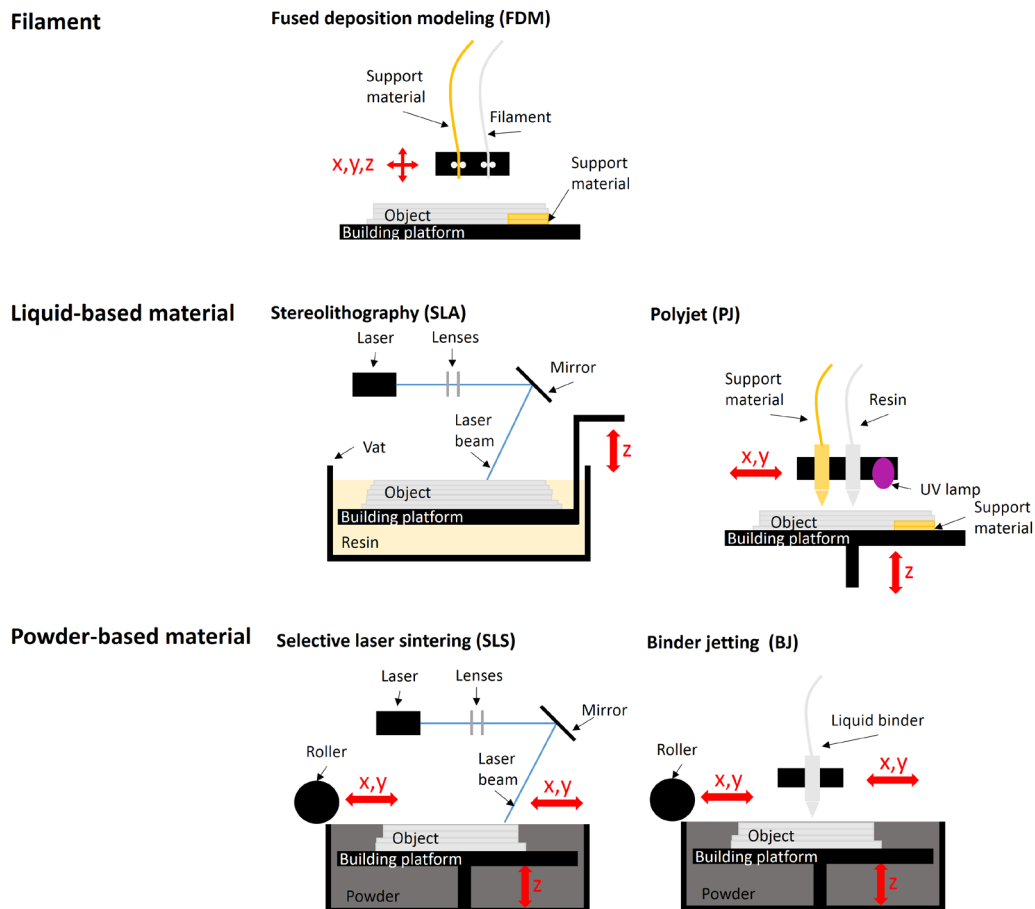 Filament
Fused deposition modeling (FDM)
Support
material
Filament
x,y,z
Support
material
Object
Building platform
Liquid-based material
Stereolithography (SLA)
Laser
Lenses
Mirror
Laser
beam
Vat
z
Object
Building platform
Resin
Polyjet (PJ)
Support
material
Resin
x,y
UV lamp
Support
material
Object
Building platform
z
Powder-based material
Selective laser sintering (SLS)
Laser
Lenses
Mirror
Roller
Laser
beam
x,y
x,y
Object
Building platform
Powder
z
Binder jetting (BJ)
Liquid binder
Roller
x,y
x,y
Object
Building platform
Powder
z